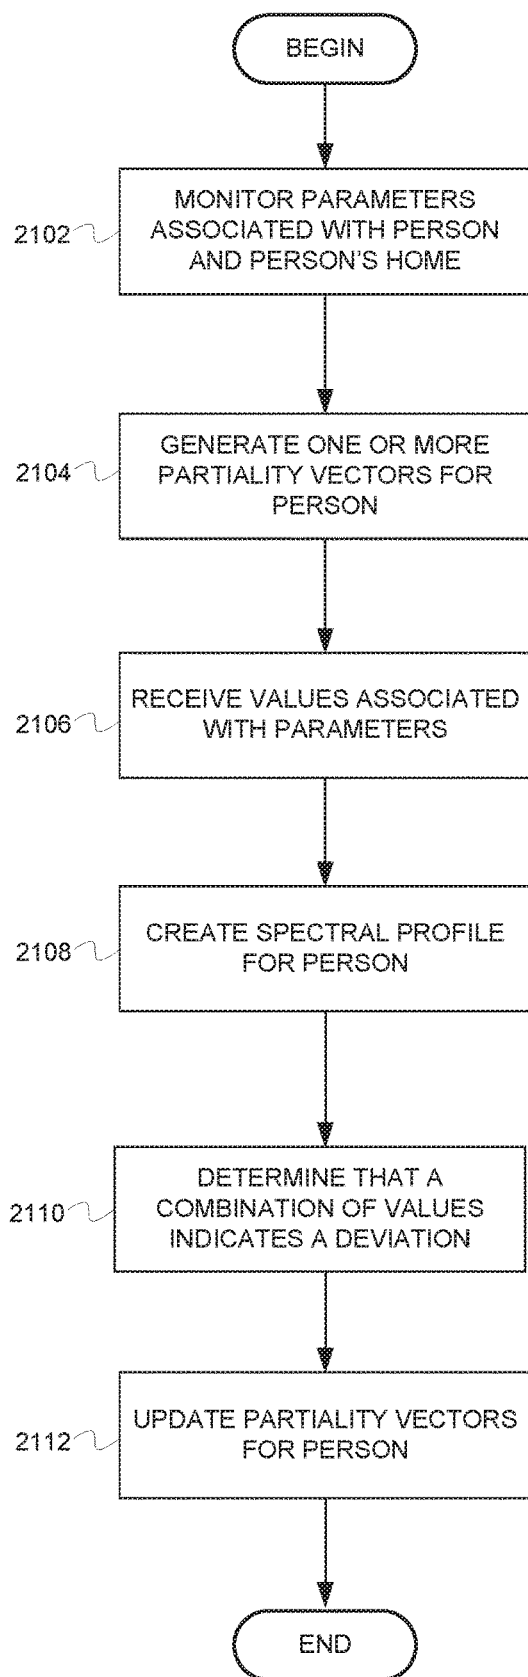 BEGIN
2102
MONITOR PARAMETERS
ASSOCIATED WITH PERSON
AND PERSON'S HOME
2104
GENERATE ONE OR MORE
PARTIALITY VECTORS FOR
PERSON
2106
RECEIVE VALUES ASSOCIATED
WITH PARAMETERS
2108
CREATE SPECTRAL PROFILE
FOR PERSON
2110
DETERMINE THAT A
COMBINATION OF VALUES
INDICATES A DEVIATION
2112
UPDATE PARTIALITY VECTORS
FOR PERSON
END